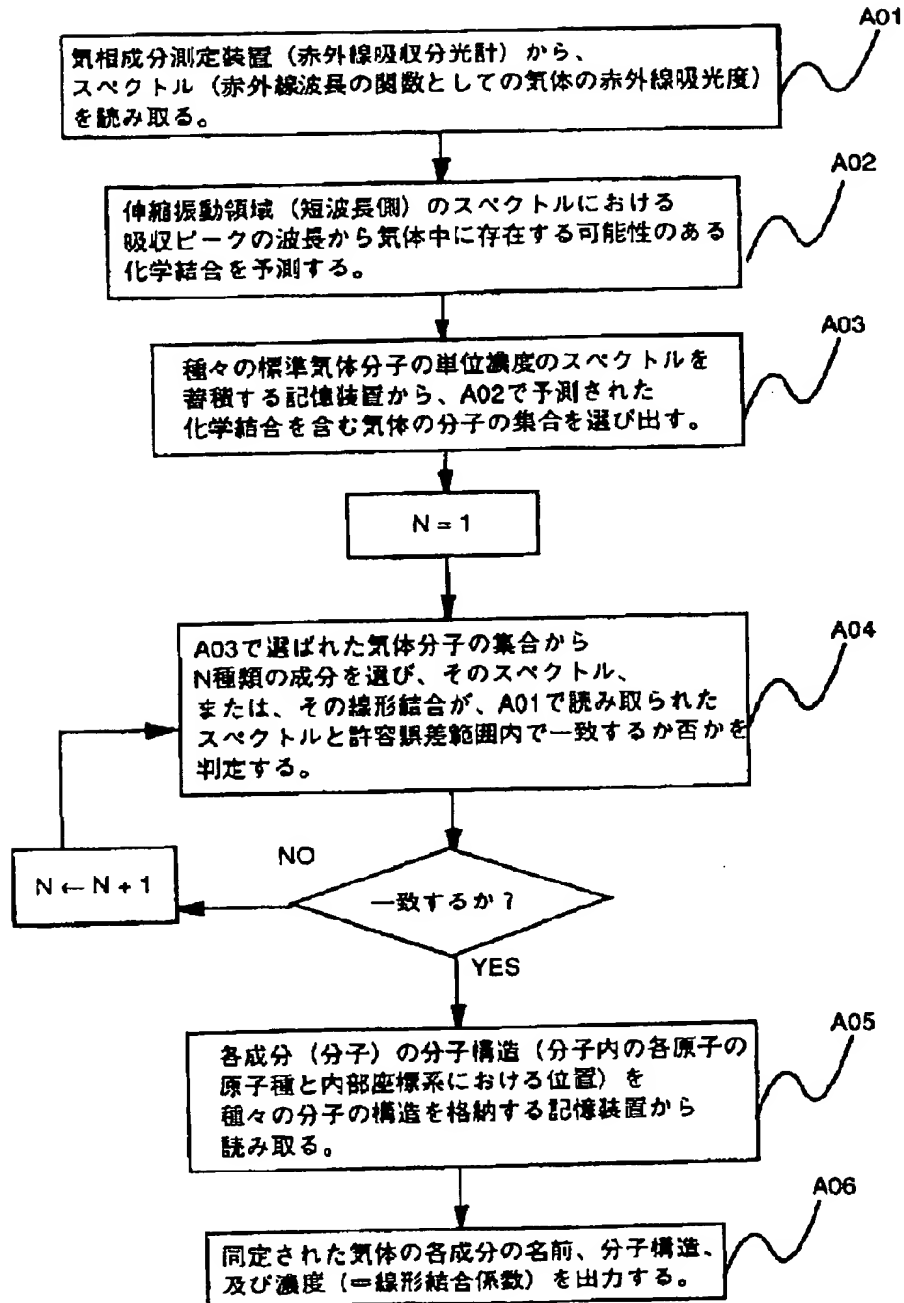 A01
気相成分測定装置（赤外線吸収分光計）から、
スペクトル（赤外線波長の関数としての気体の赤外線吸光度）
を読み取る。
A02
伸縮振動領域（短波長側）のスペクトルにおける
吸収ピークの波長から気体中に存在する可能性のある
化学結合を予測する。
A03
種々の標準気体分子の単位濃度のスペクトルを
蓄積する記憶装置から、A02で予測された
化学結合を含む気体の分子の集合を選び出す。
N = 1
A04
A03で選ばれた気体分子の集合から
N種類の成分を選び、そのスペクトル、
または、その線形結合が、A01で読み取られた
スペクトルと許容誤差範囲内で一致するか否かを
判定する。
NO
N ← N + 1
一致するか？
YES
A05
各成分（分子）の分子構造（分子内の各原子の
原子種と内部座標系における位置）を
種々の分子の構造を格納する記憶装置から
読み取る。
A06
同定された気体の各成分の名前、分子構造、
及び濃度（＝線形結合係数）を出力する。